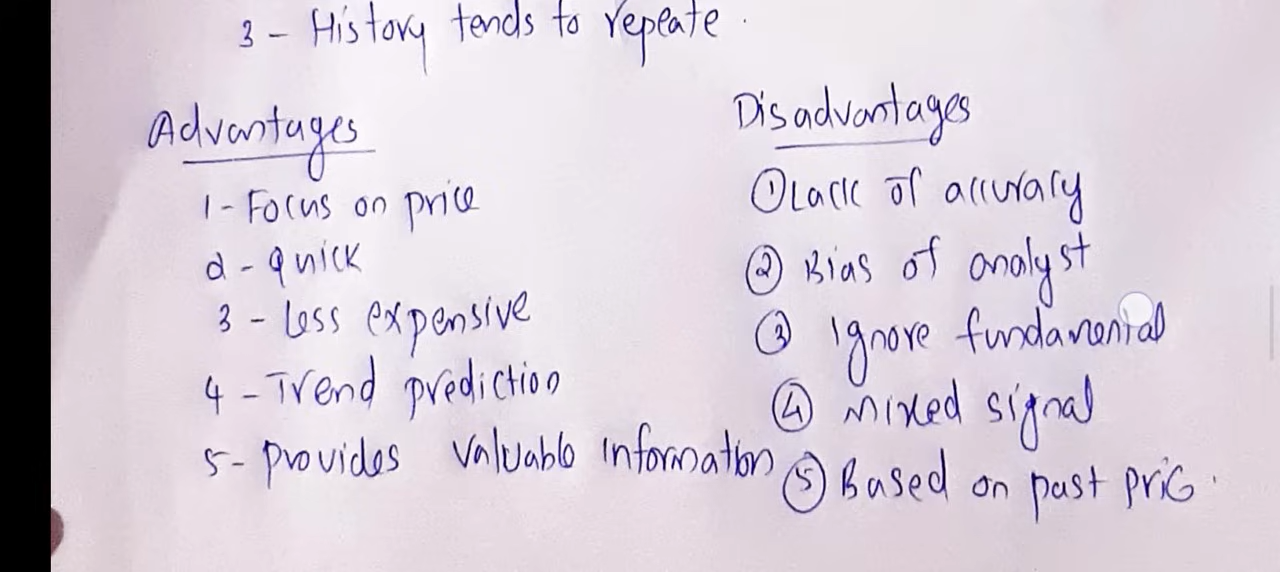 3 - History tends to repeate.
Advantages
1 - Focus on price
2 - quick
3 - Less expensive
4 - Trend prediction
5 - provides valuable information
Disadvantages
① Lack of accuracy
② Bias of analyst
③ Ignore fundamental
④ mixed signal
⑤ Based on past price.